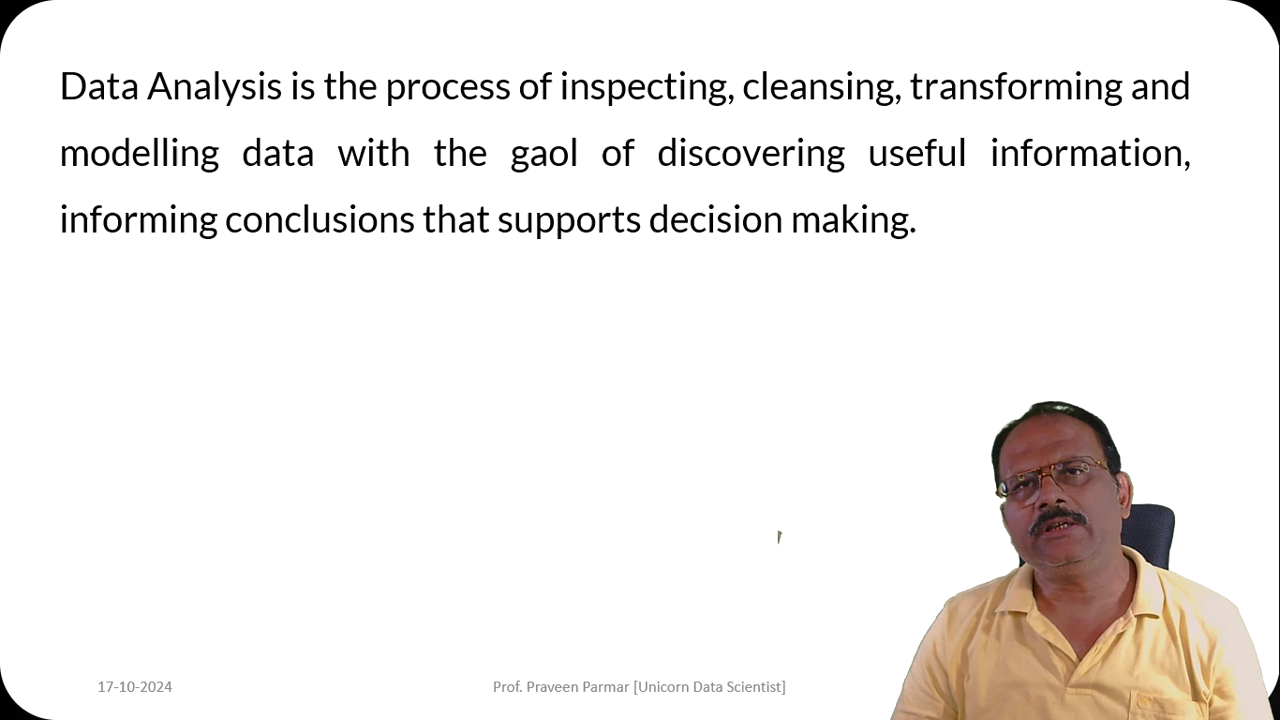 Data Analysis is the process of inspecting, cleansing, transforming and
modelling data with the gaol of discovering useful information,
informing conclusions that supports decision making.
17-10-2024
Prof. Praveen Parmar [Unicorn Data Scientist]